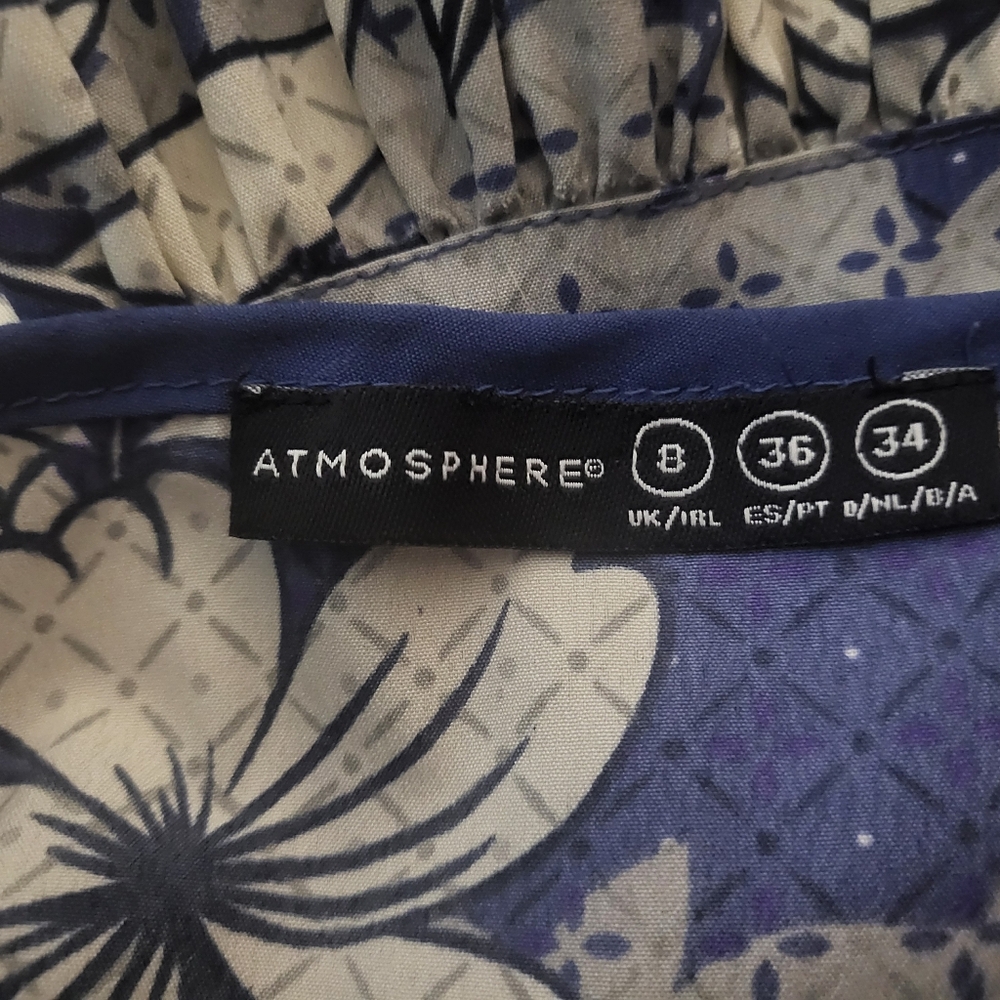 ATMOSPHERE® 8 36 34
UK/IRL ES/PT D/NL/B/A